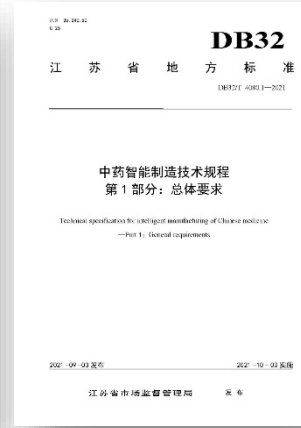 DB32
江苏省地方标准
DB32/T 4080.1—2021
中药智能制造技术规程
第1部分：总体要求
Technical specification for intelligent manufacturing of Chinese medicine
—Part 1: General requirements
2021-09-03发布
2021-10-03实施
江苏省市场监督管理局 发布